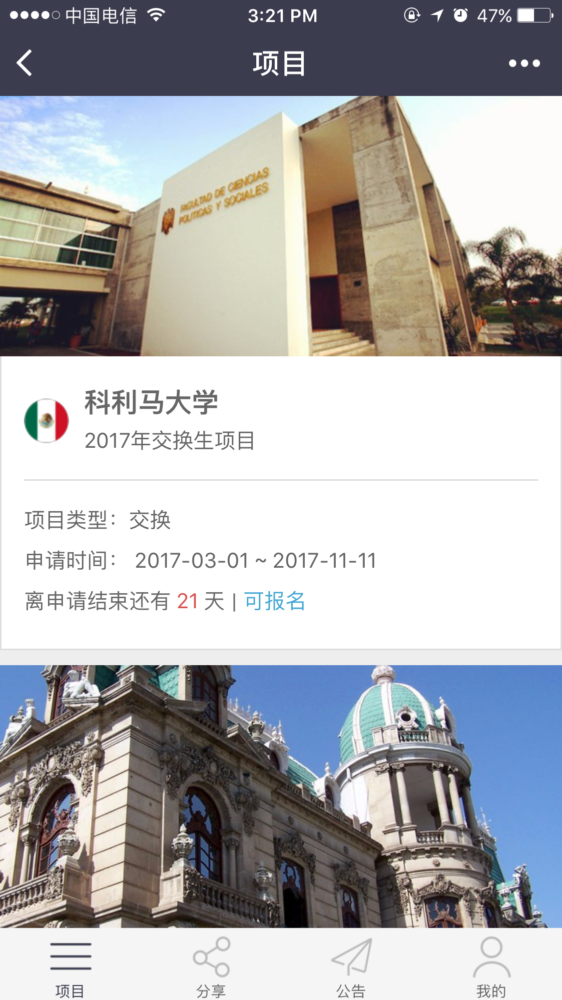 中国电信
3:21 PM
47%
项目
FACULTAD DE CIENCIAS
POLITICAS Y SOCIALES
科利马大学
2017年交换生项目
项目类型：交换
申请时间： 2017-03-01 ~ 2017-11-11
离申请结束还有 21 天 | 可报名
项目
分享
公告
我的